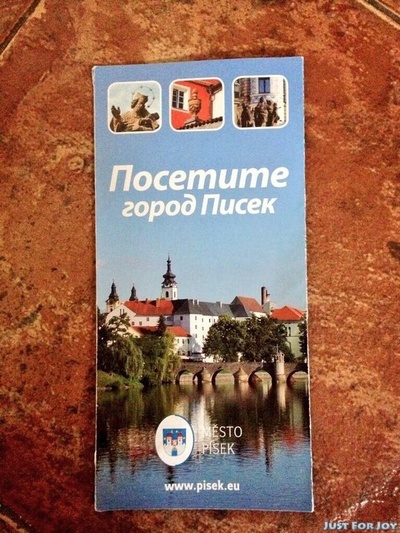 Посетите
город Писек
MĚSTO
PÍSEK
www.pisek.eu
JUST FOR JOY